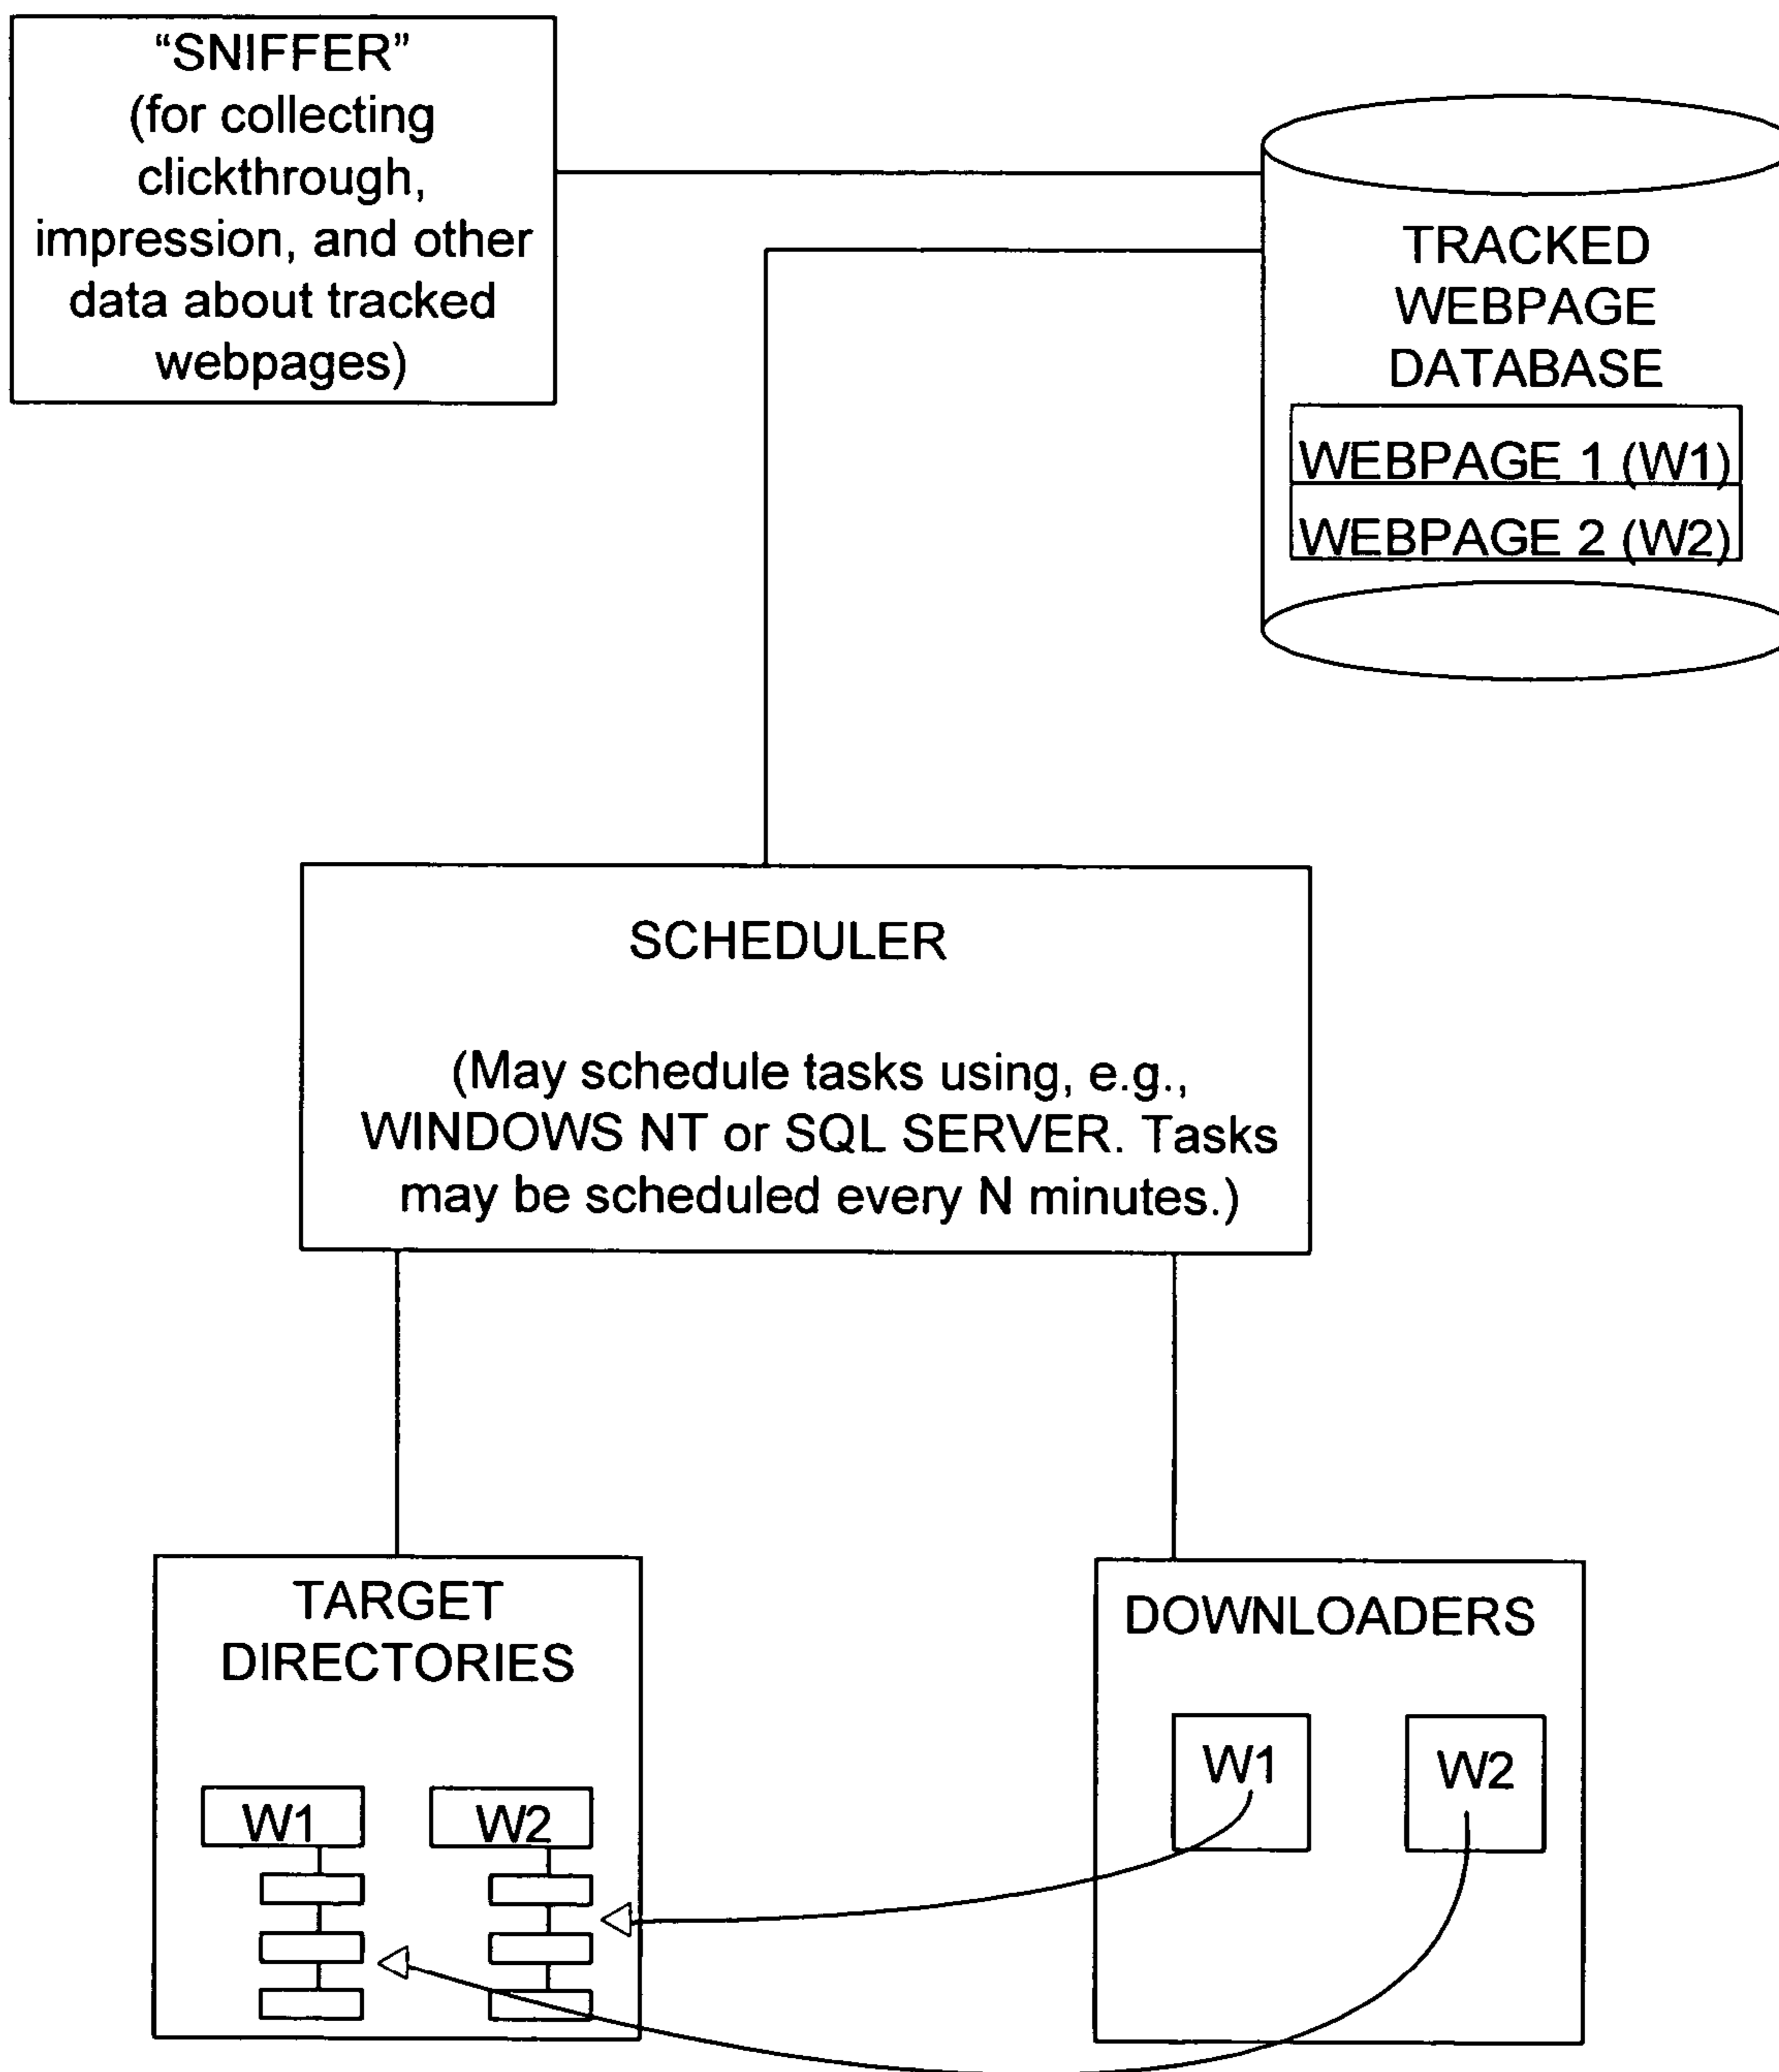 “SNIFFER”
(for collecting
clickthrough,
impression, and other
data about tracked
webpages)
TRACKED
WEBPAGE
DATABASE
WEBPAGE 1 (W1)
WEBPAGE 2 (W2)
SCHEDULER
(May schedule tasks using, e.g.,
WINDOWS NT or SQL SERVER. Tasks
may be scheduled every N minutes.)
TARGET
DIRECTORIES
W1
W2
DOWNLOADERS
W1
W2